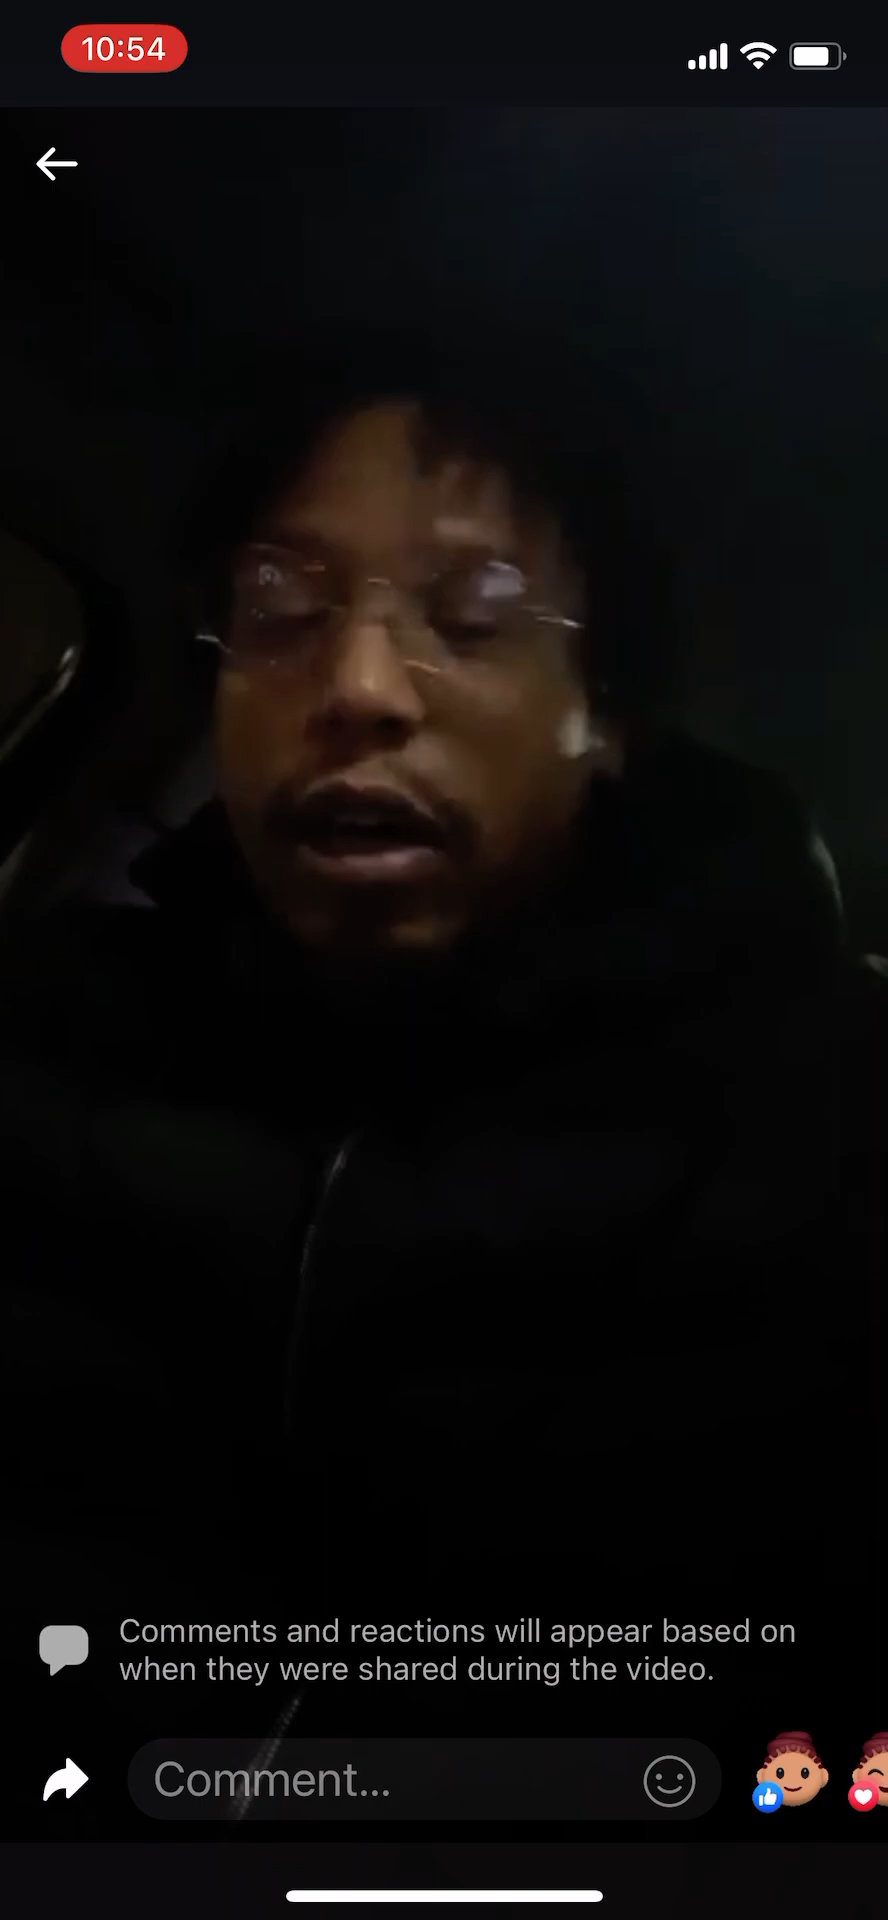 10:54
Comments and reactions will appear based on
when they were shared during the video.
Comment...